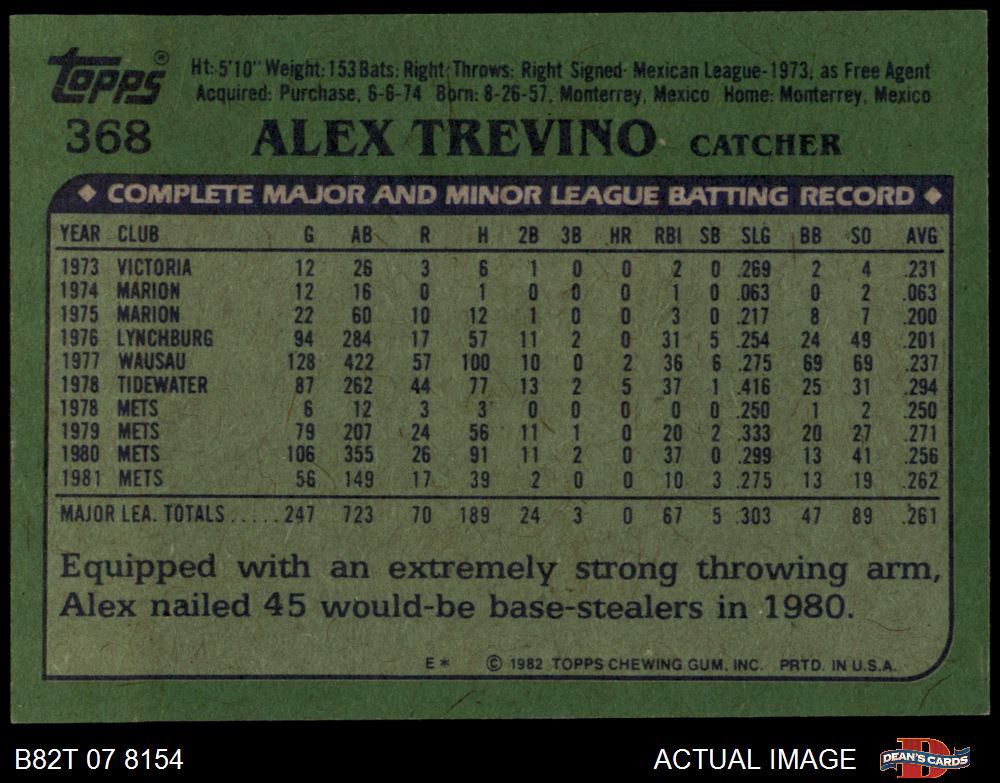 Topps® Ht: 5'10" Weight: 153 Bats: Right Throws: Right Signed- Mexican League-1973, as Free Agent
Acquired: Purchase, 6-6-74 Born: 8-26-57, Monterrey, Mexico Home: Monterrey, Mexico
368 ALEX TREVINO CATCHER
◆ COMPLETE MAJOR AND MINOR LEAGUE BATTING RECORD ◆
YEAR CLUB G AB R H 2B 3B HR RBI SB SLG BB SO AVG
1973 VICTORIA 12 26 3 6 1 0 0 2 0 .269 2 4 .231
1974 MARION 12 16 0 1 0 0 0 1 0 .063 0 2 .063
1975 MARION 22 60 10 12 1 0 0 3 0 .217 8 7 .200
1976 LYNCHBURG 94 284 17 57 11 2 0 31 5 .254 24 49 .201
1977 WAUSAU 128 422 57 100 10 0 2 36 6 .275 69 69 .237
1978 TIDEWATER 87 262 44 77 13 2 5 37 1 .416 25 31 .294
1978 METS 6 12 3 3 0 0 0 0 0 .250 1 2 .250
1979 METS 79 207 24 56 11 1 0 20 2 .333 20 27 .271
1980 METS 106 355 26 91 11 2 0 37 0 .299 13 41 .256
1981 METS 56 149 17 39 2 0 0 10 3 .275 13 19 .262
MAJOR LEA. TOTALS.....247 723 70 189 24 3 0 67 5 .303 47 89 .261
Equipped with an extremely strong throwing arm,
Alex nailed 45 would-be base-stealers in 1980.
E* © 1982 TOPPS CHEWING GUM, INC. PRTD. IN U.S.A.
B82T 07 8154 ACTUAL IMAGE DEAN'S CARDS